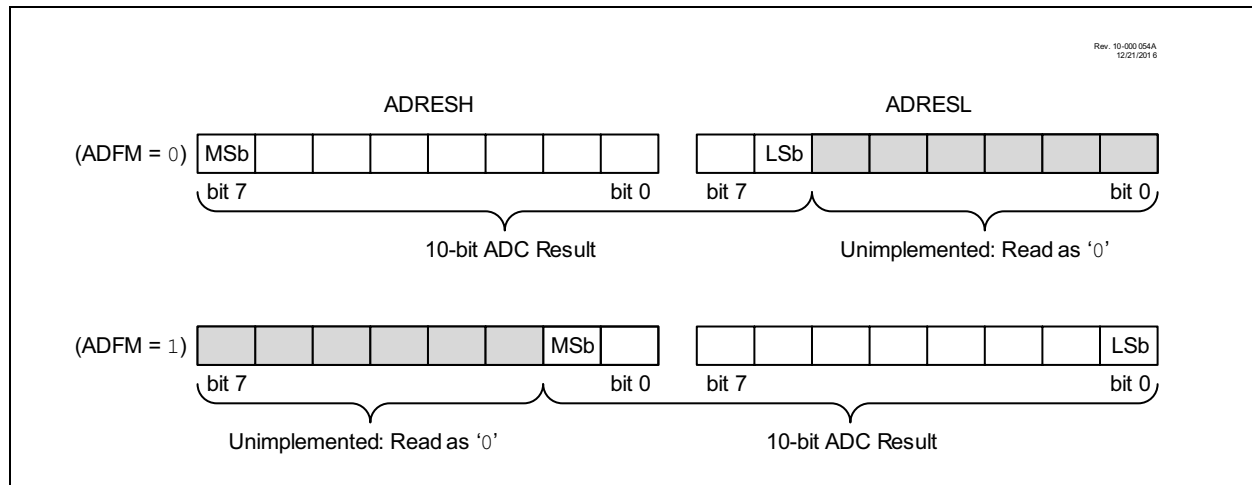 Rev. 10-000 054A
12/21/201 6
ADRESH ADRESL
(ADFM = 0) MSb LSb
bit 7 bit 0 bit 7 bit 0
10-bit ADC Result Unimplemented: Read as ‘0’
(ADFM = 1) MSb LSb
bit 7 bit 0 bit 7 bit 0
Unimplemented: Read as ‘0’ 10-bit ADC Result